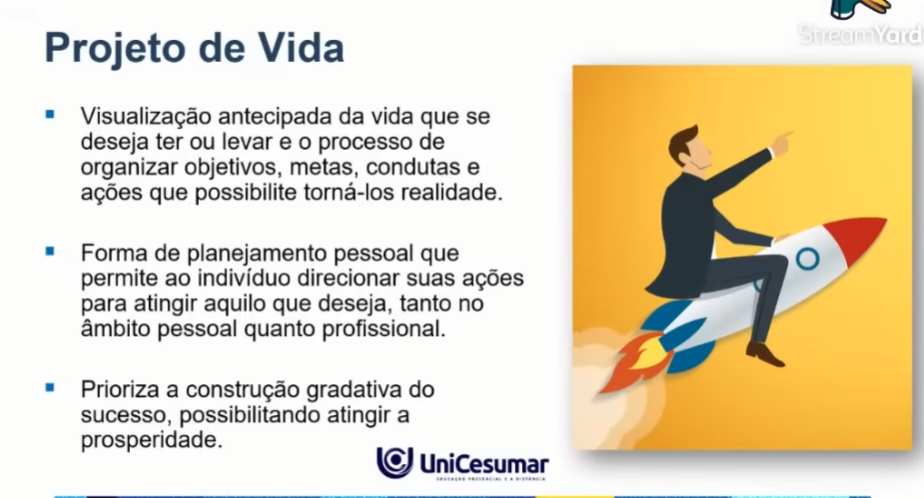 StreamYard
Projeto de Vida
Visualização antecipada da vida que se
deseja ter ou levar e o processo de
organizar objetivos, metas, condutas e
ações que possibilite torná-los realidade.
Forma de planejamento pessoal que
permite ao indivíduo direcionar suas ações
para atingir aquilo que deseja, tanto no
âmbito pessoal quanto profissional.
Prioriza a construção gradativa do
sucesso, possibilitando atingir a
prosperidade.
UniCesumar
EDUCAÇÃO PRESENCIAL E A DISTÂNCIA